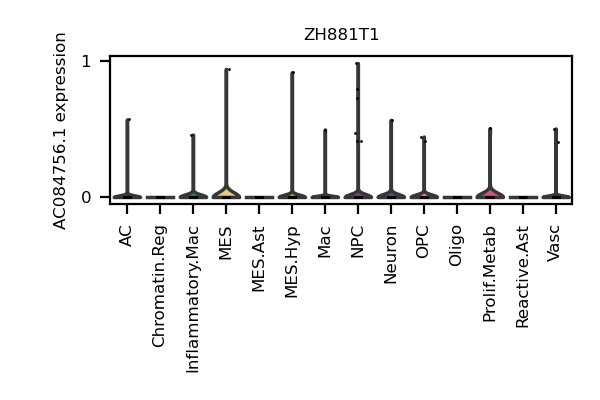 ZH881T1
AC084756.1 expression
1
0
AC
Chromatin.Reg
Inflammatory.Mac
MES
MES.Ast
MES.Hyp
Mac
NPC
Neuron
OPC
Oligo
Prolif.Metab
Reactive.Ast
Vasc